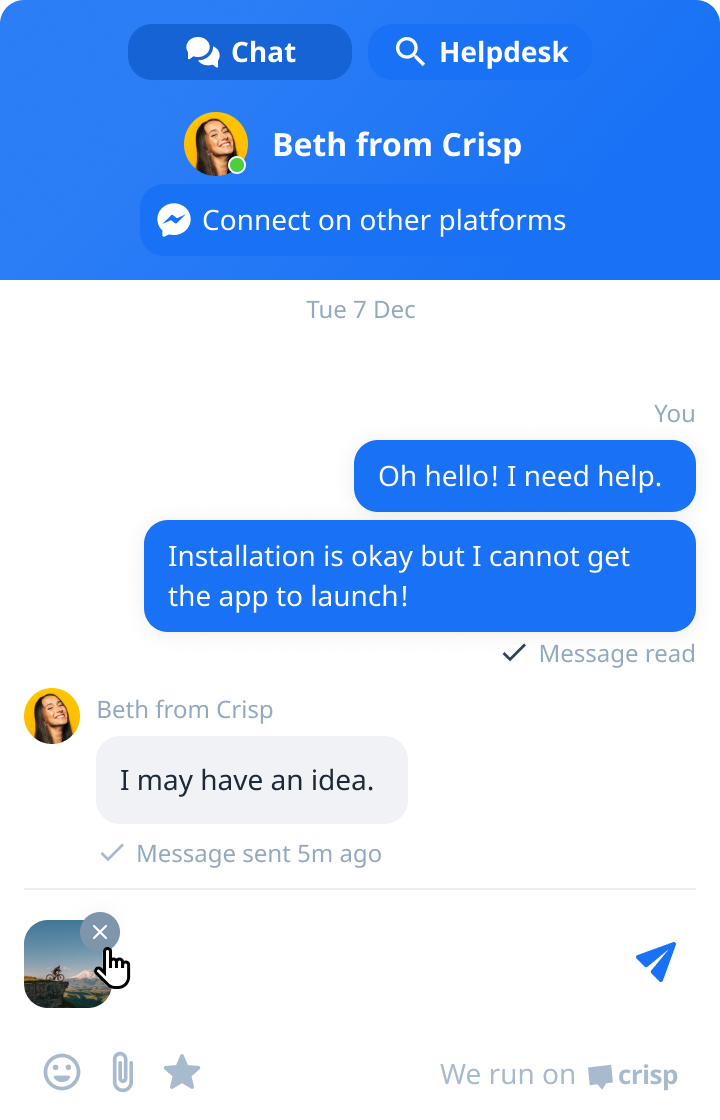 Chat
Helpdesk
Beth from Crisp
Connect on other platforms
Tue 7 Dec
You
Oh hello! I need help.
Installation is okay but I cannot get
the app to launch!
Message read
Beth from Crisp
I may have an idea.
Message sent 5m ago
We run on crisp